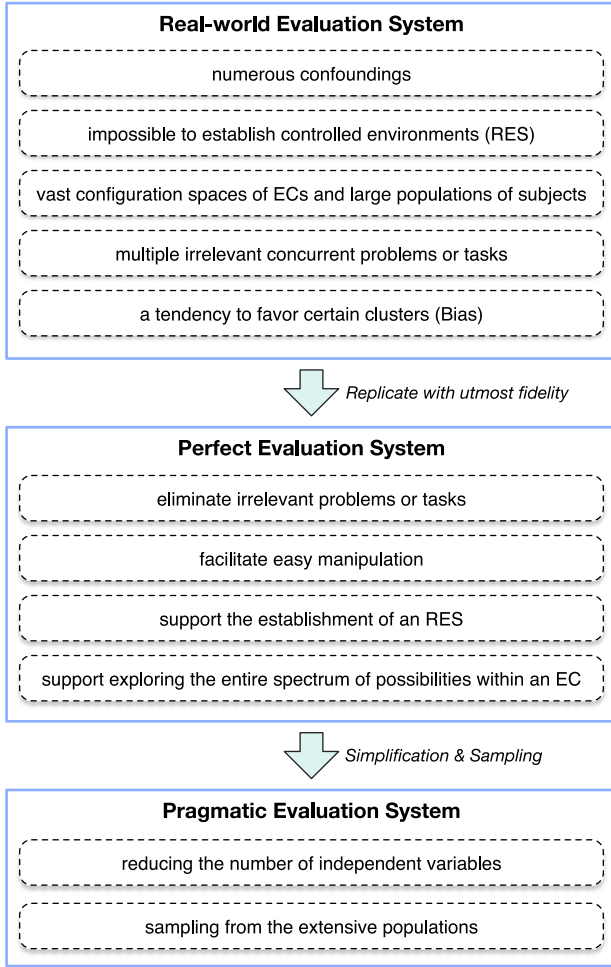 Real-world Evaluation System
numerous confoundings
impossible to establish controlled environments (RES)
vast configuration spaces of ECs and large populations of subjects
multiple irrelevant concurrent problems or tasks
a tendency to favor certain clusters (Bias)
Replicate with utmost fidelity
Perfect Evaluation System
eliminate irrelevant problems or tasks
facilitate easy manipulation
support the establishment of an RES
support exploring the entire spectrum of possibilities within an EC
Simplification & Sampling
Pragmatic Evaluation System
reducing the number of independent variables
sampling from the extensive populations